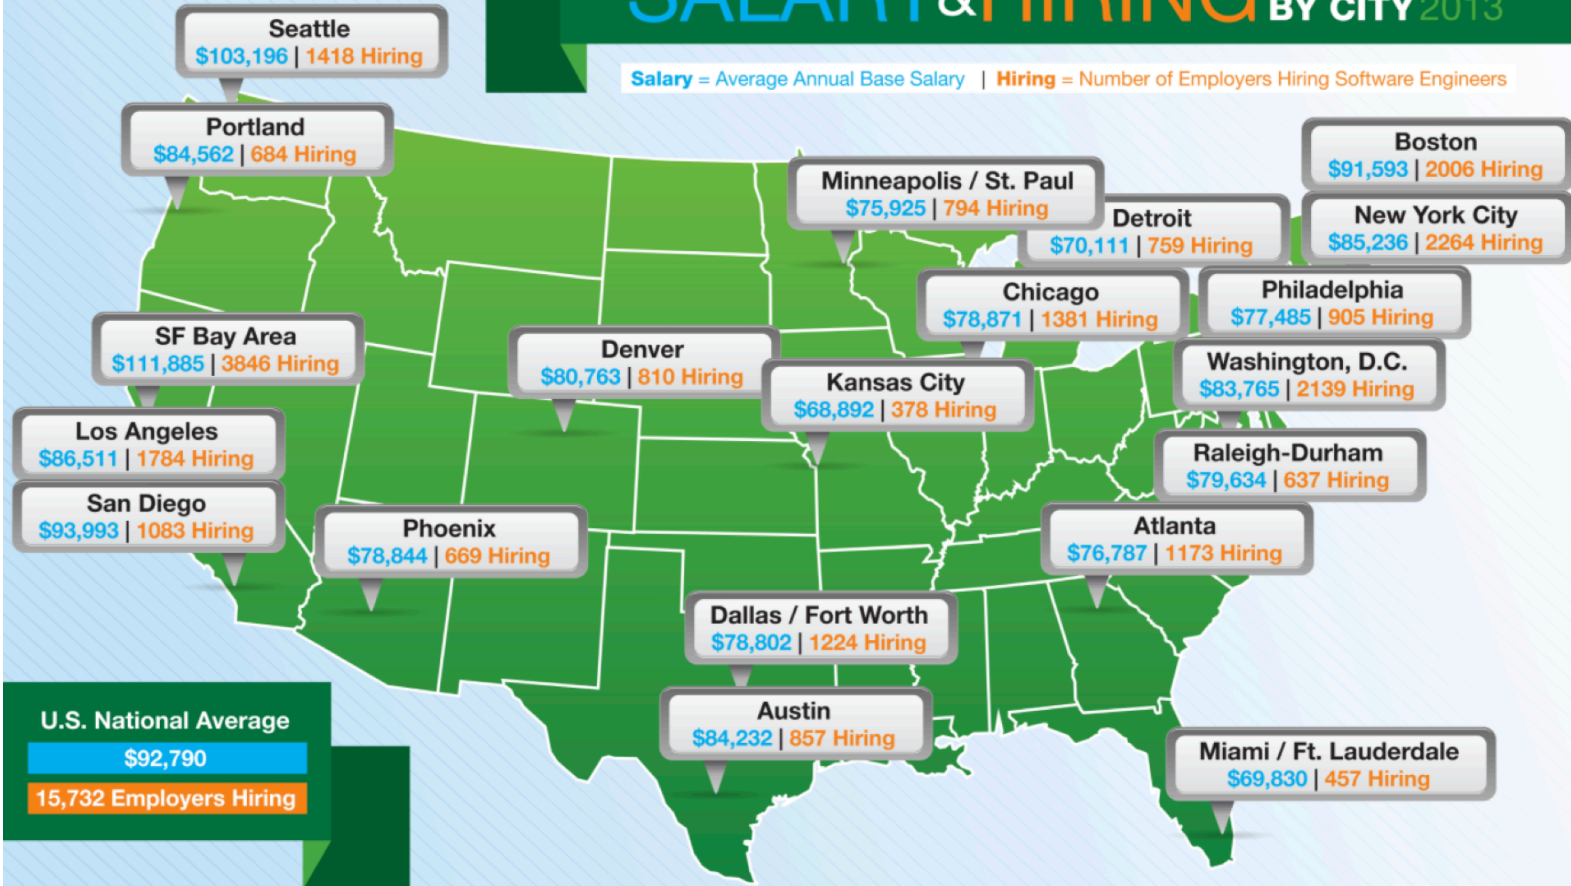 SALARY & HIRING BY CITY 2013
Salary = Average Annual Base Salary | Hiring = Number of Employers Hiring Software Engineers
Seattle
$103,196 | 1418 Hiring
Portland
$84,562 | 684 Hiring
Boston
$91,593 | 2006 Hiring
Minneapolis / St. Paul
$75,925 | 794 Hiring
Detroit
$70,111 | 759 Hiring
New York City
$85,236 | 2264 Hiring
Chicago
$78,871 | 1381 Hiring
Philadelphia
$77,485 | 905 Hiring
SF Bay Area
$111,885 | 3846 Hiring
Denver
$80,763 | 810 Hiring
Kansas City
$68,892 | 378 Hiring
Washington, D.C.
$83,765 | 2139 Hiring
Los Angeles
$86,511 | 1784 Hiring
Raleigh-Durham
$79,634 | 637 Hiring
San Diego
$93,993 | 1083 Hiring
Phoenix
$78,844 | 669 Hiring
Atlanta
$76,787 | 1173 Hiring
Dallas / Fort Worth
$78,802 | 1224 Hiring
Austin
$84,232 | 857 Hiring
Miami / Ft. Lauderdale
$69,830 | 457 Hiring
U.S. National Average
$92,790
15,732 Employers Hiring